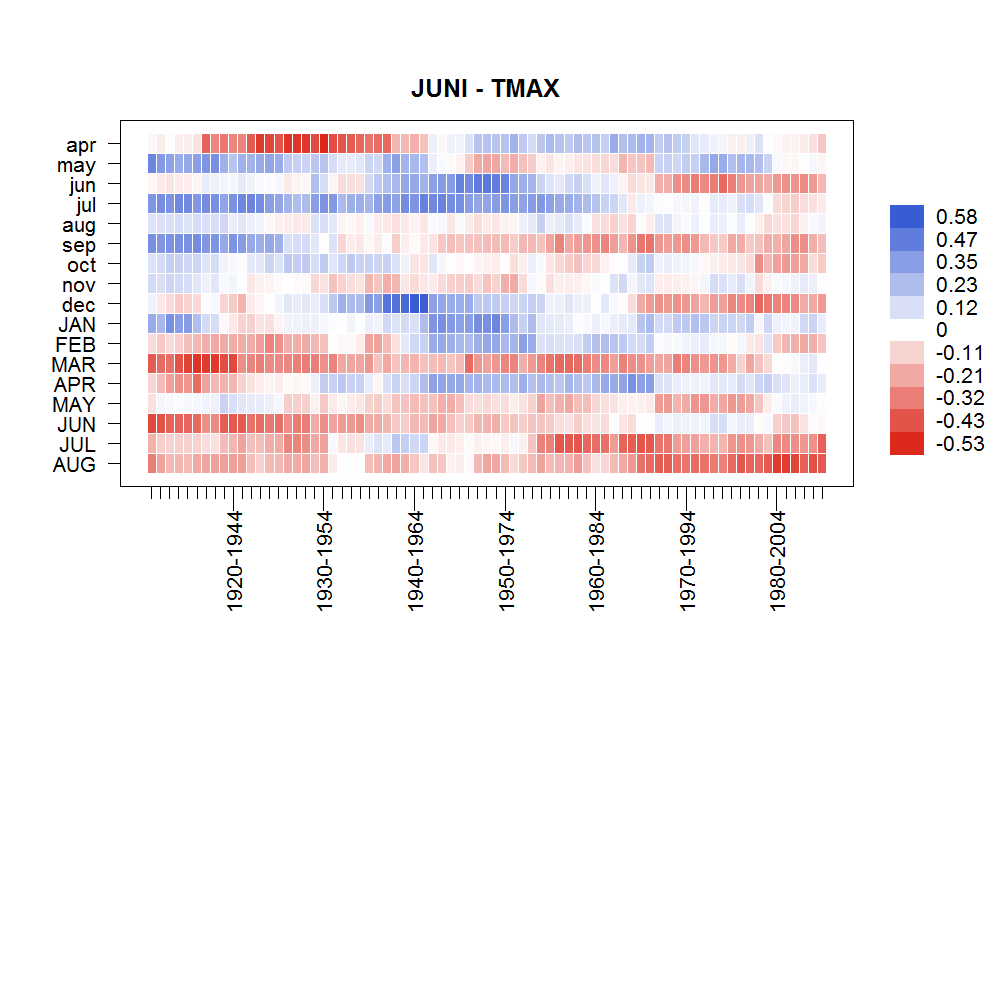 JUNI - TMAX
apr
may
jun
jul
aug
sep
oct
nov
dec
JAN
FEB
MAR
APR
MAY
JUN
JUL
AUG
1920-1944
1930-1954
1940-1964
1950-1974
1960-1984
1970-1994
1980-2004
0.58
0.47
0.35
0.23
0.12
0
-0.11
-0.21
-0.32
-0.43
-0.53